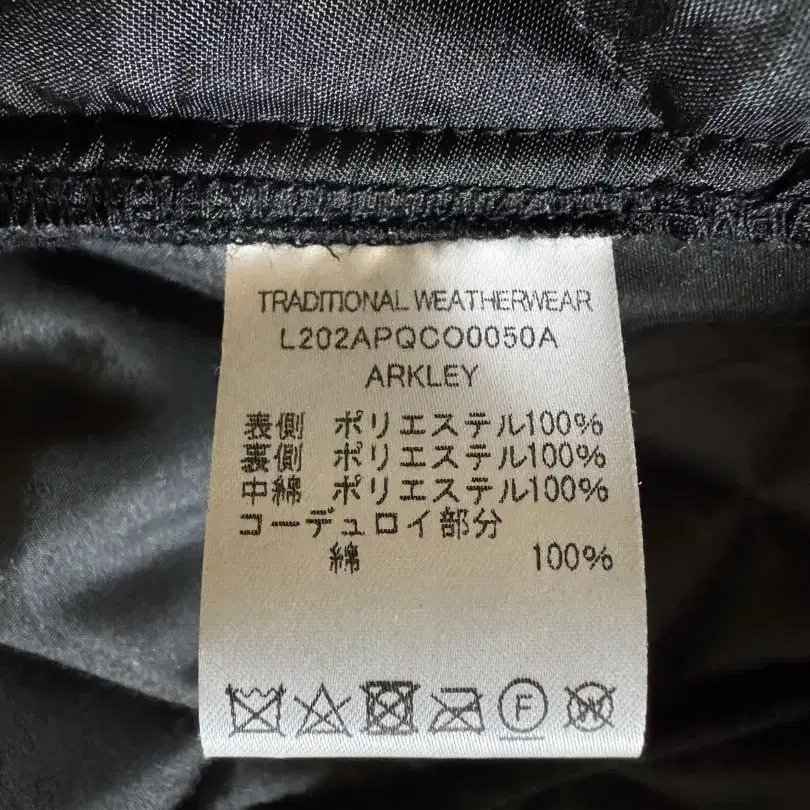 TRADITIONAL WEATHERWEAR
L202APQCO0050A
ARKLEY
表側 ポリエステル100%
裏側 ポリエステル100%
中綿 ポリエステル100%
コーデュロイ部分
綿 100%
F
W